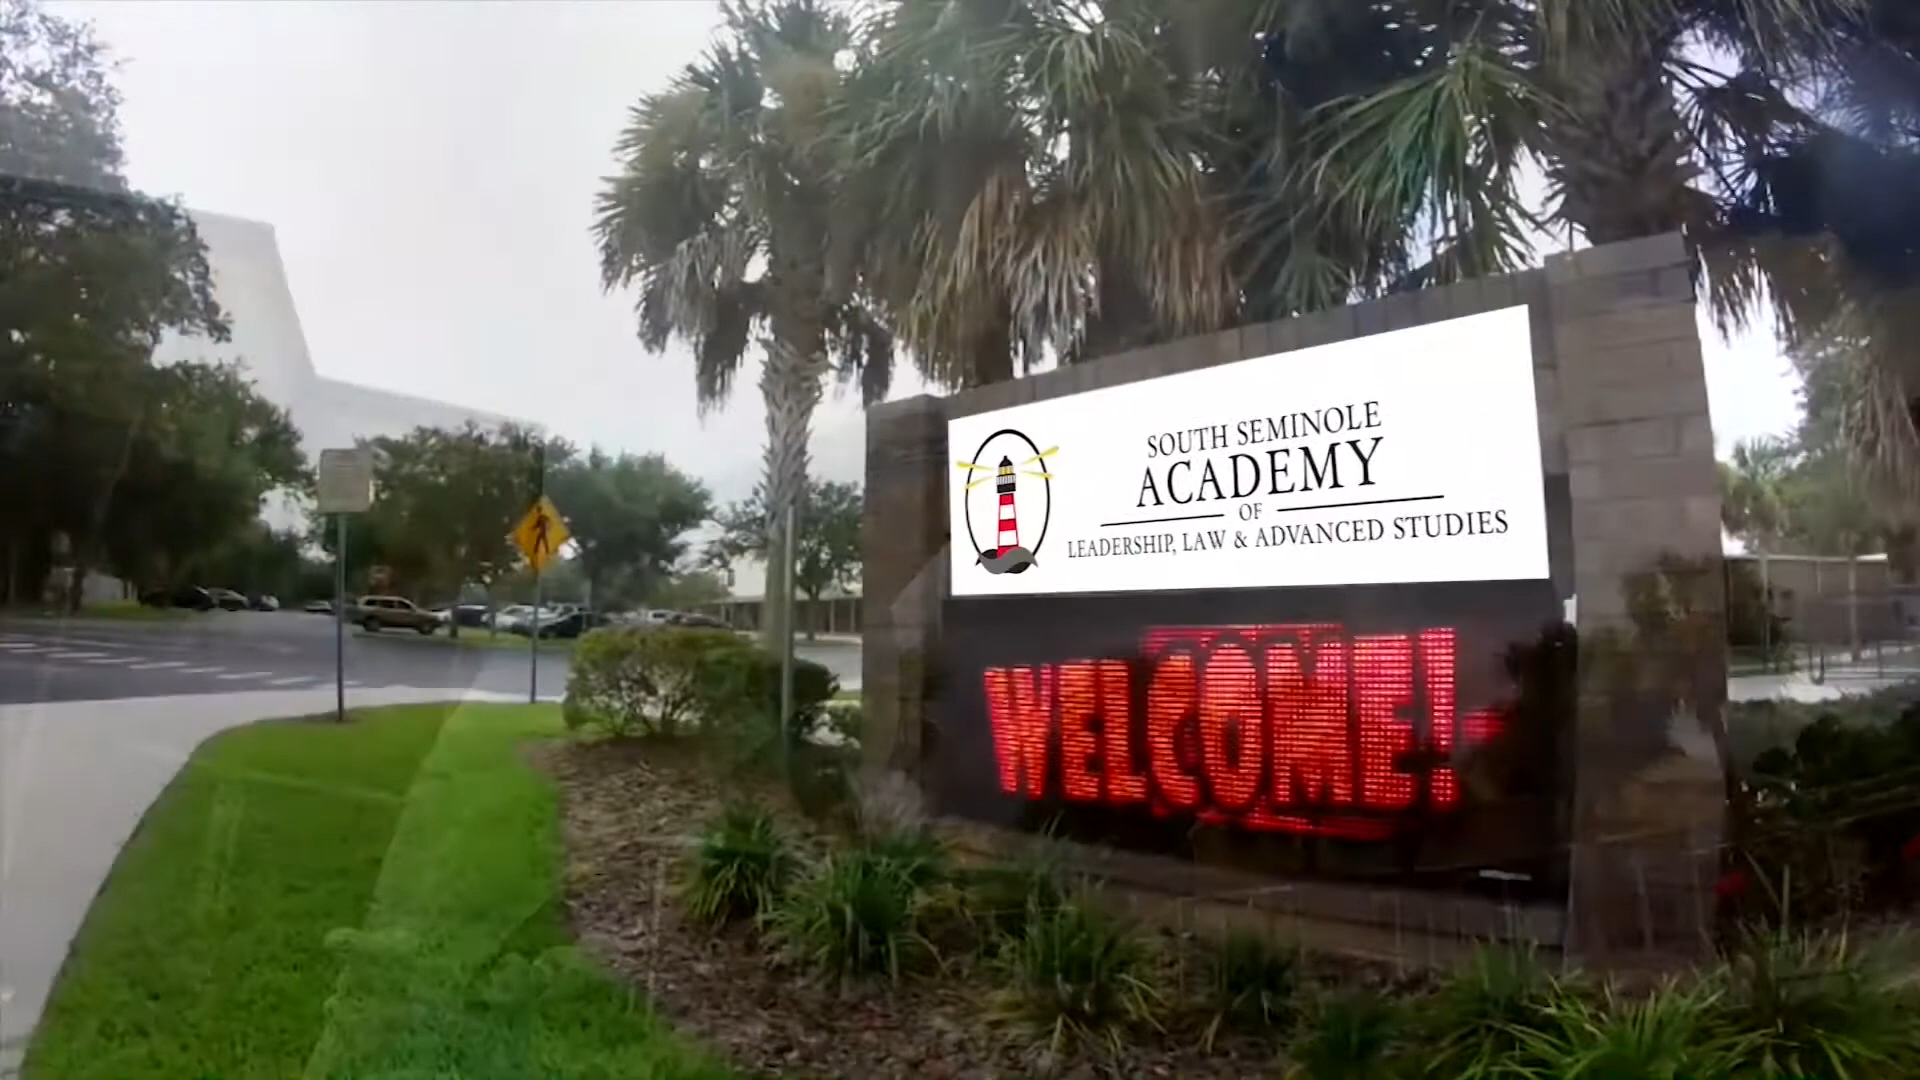 SOUTH SEMINOLE
ACADEMY
OF
LEADERSHIP, LAW & ADVANCED STUDIES
WELCOME!